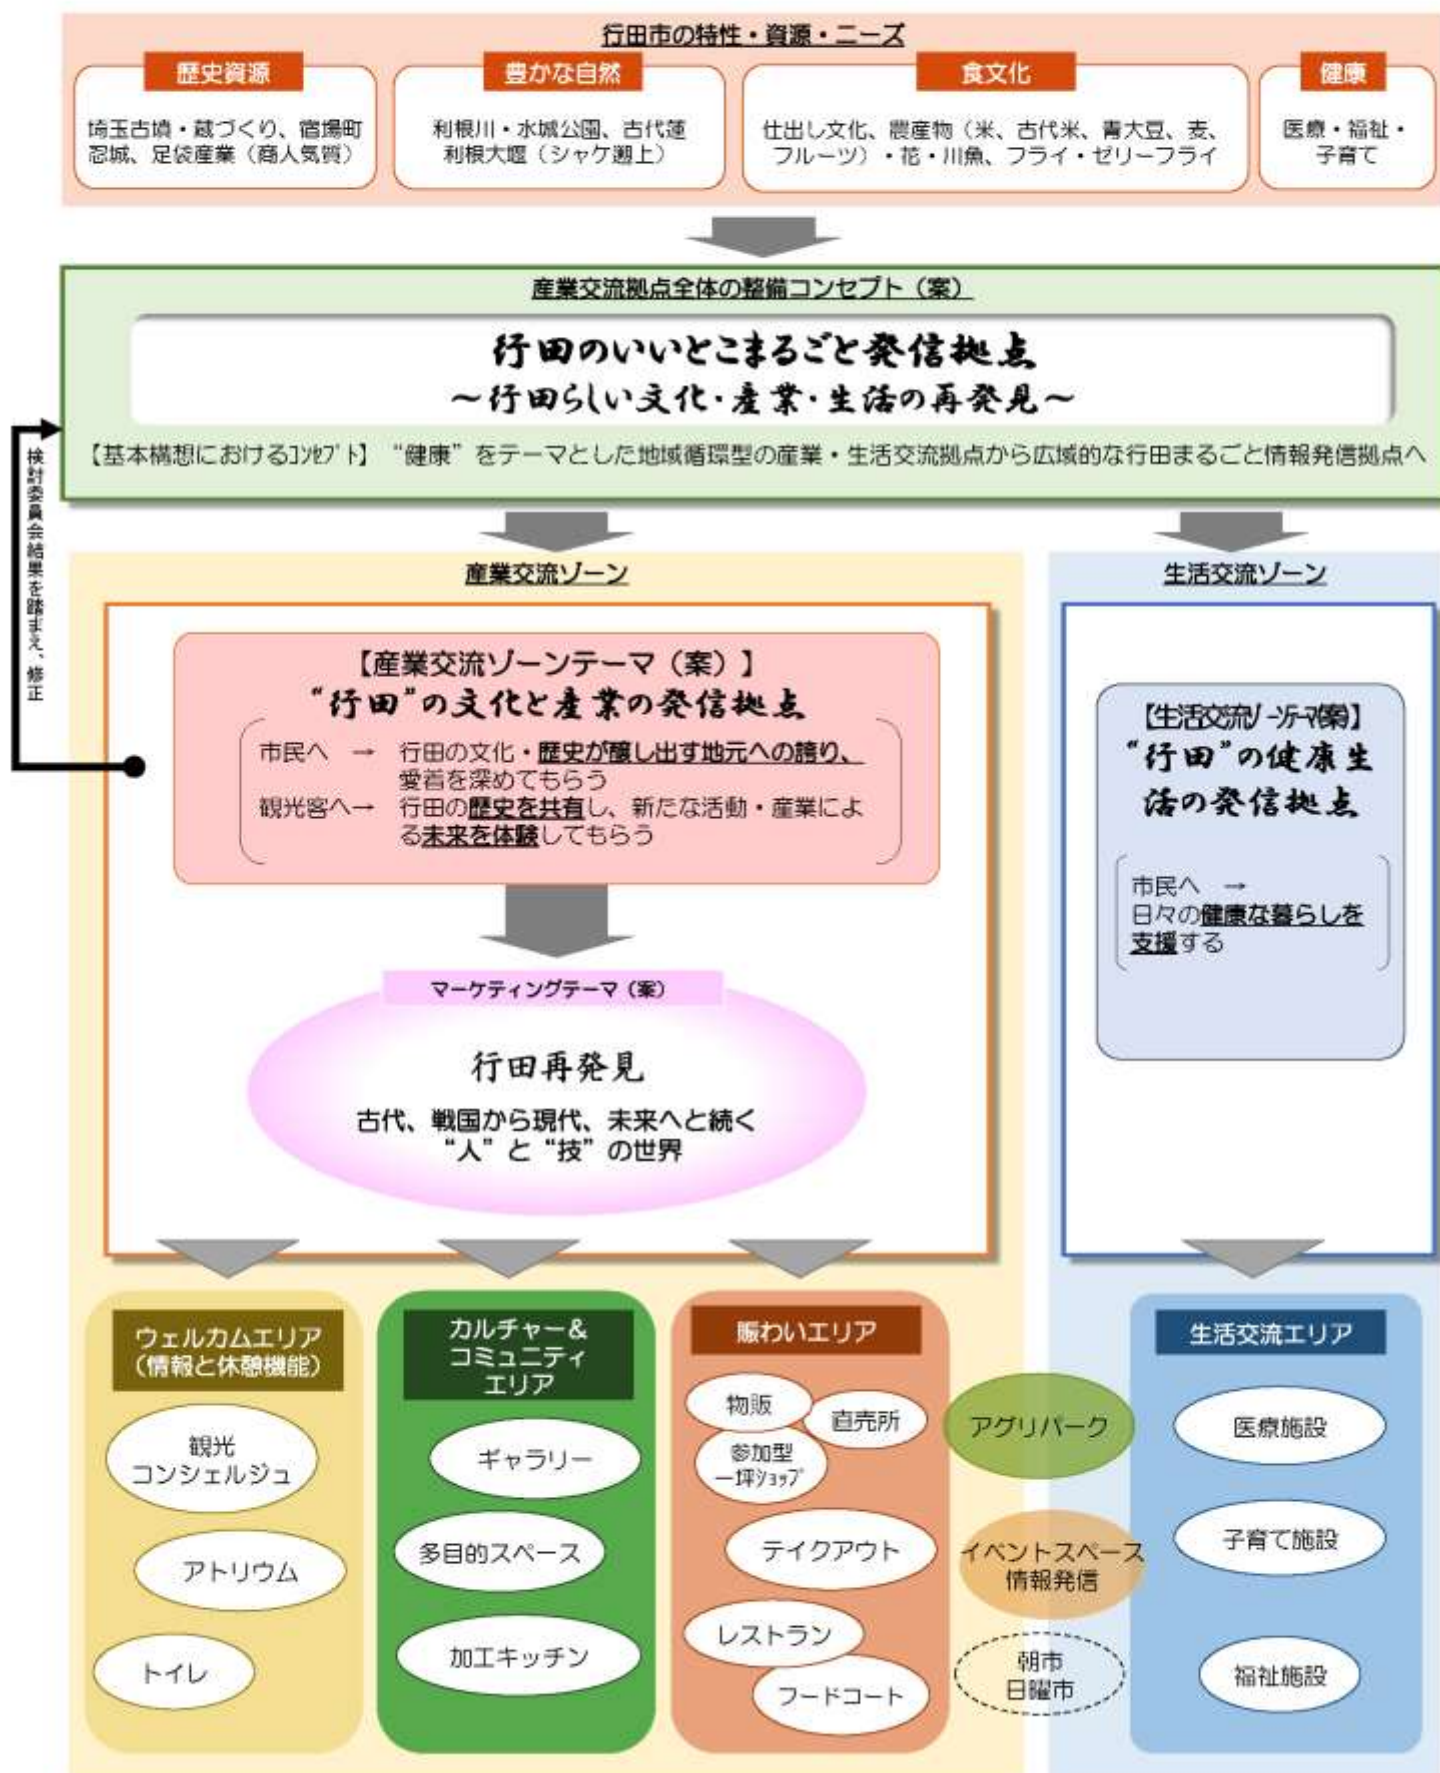 行田市の特性・資源・ニーズ
歴史資源
埼玉古墳・蔵づくり、宿場町
忍城、足袋産業（商人気質）
豊かな自然
利根川・水城公園、古代蓮
利根大堰（シャケ遡上）
食文化
仕出し文化、農産物（米、古代米、青大豆、麦、
フルーツ）・花・川魚、フライ・ゼリーフライ
健康
医療・福祉・
子育て
産業交流拠点全体の整備コンセプト（案）
行田のいいとこまるごと発信拠点
～行田らしい文化・産業・生活の再発見～
【基本構想におけるｺﾝｾﾌﾟﾄ】 “健康”をテーマとした地域循環型の産業・生活交流拠点から広域的な行田まるごと情報発信拠点へ
検討委員会結果を踏まえ、修正
産業交流ゾーン
【産業交流ゾーンテーマ（案）】
“行田”の文化と産業の発信拠点
市民へ → 行田の文化・歴史が醸し出す地元への誇り、
愛着を深めてもらう
観光客へ→ 行田の歴史を共有し、新たな活動・産業によ
る未来を体験してもらう
マーケティングテーマ（案）
行田再発見
古代、戦国から現代、未来へと続く
“人”と“技”の世界
生活交流ゾーン
【生活交流ｿﾞｰﾝﾃｰﾏ(案)】
“行田”の健康生
活の発信拠点
市民へ →
日々の健康な暮らしを
支援する
ウェルカムエリア
（情報と休憩機能）
観光
コンシェルジュ
アトリウム
トイレ
カルチャー＆
コミュニティ
エリア
ギャラリー
多目的スペース
加工キッチン
賑わいエリア
物販
直売所
参加型
一坪ｼｮｯﾌﾟ
テイクアウト
レストラン
フードコート
アグリパーク
イベントスペース
情報発信
朝市
日曜市
生活交流エリア
医療施設
子育て施設
福祉施設